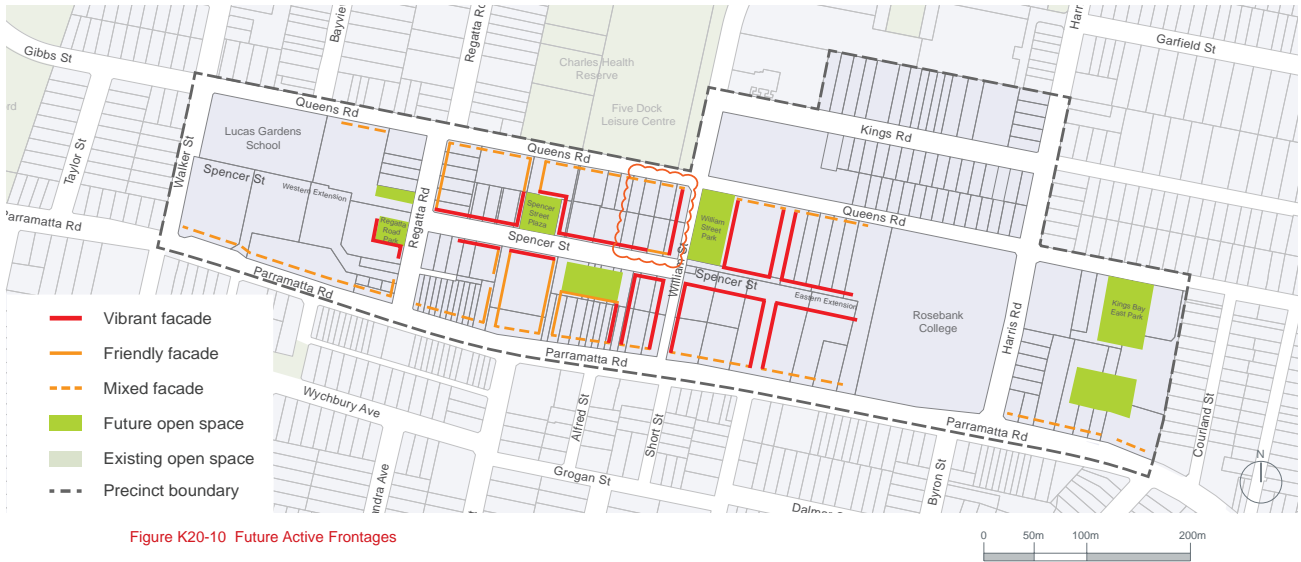 Gibbs St
Bayview
Regatta Rd
Harri
Garfield St
Charles Health
Reserve
Five Dock
Leisure Centre
ord
Taylor St
Walker St
Queens Rd
Lucas Gardens
School
Spencer St
Western Extension
Regatta Rd
Queens Rd
Kings Rd
Queens Rd
Parramatta Rd
Regatta
Road
Park
Spencer
Street
Plaza
Spencer St
William St
William
Street
Park
Spencer St
Eastern Extension
Rosebank
College
Harris Rd
Kings Bay
East Park
Parramatta Rd
Parramatta Rd
Parramatta Rd
Courland St
Wychbury Ave
Alfred St
Short St
Grogan St
ndra Ave
Byron St
Dalmar
N
Vibrant facade
Friendly facade
Mixed facade
Future open space
Existing open space
Precinct boundary
Figure K20-10 Future Active Frontages
0 50m 100m 200m